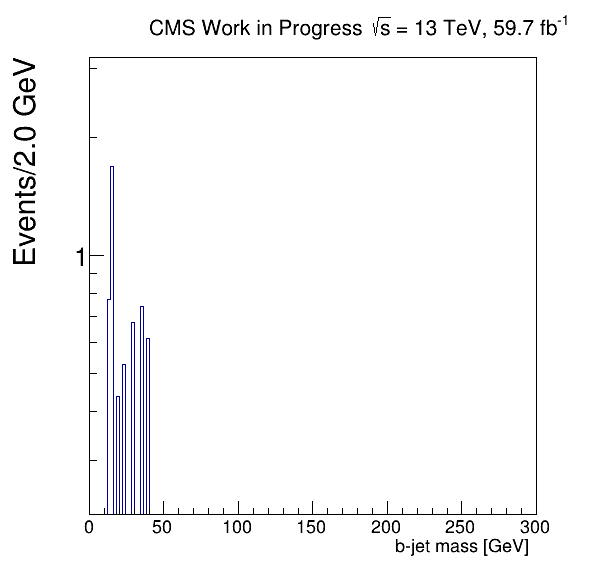 CMS Work in Progress √s = 13 TeV, 59.7 fb⁻¹
Events/2.0 GeV
1
0 50 100 150 200 250 300
b-jet mass [GeV]